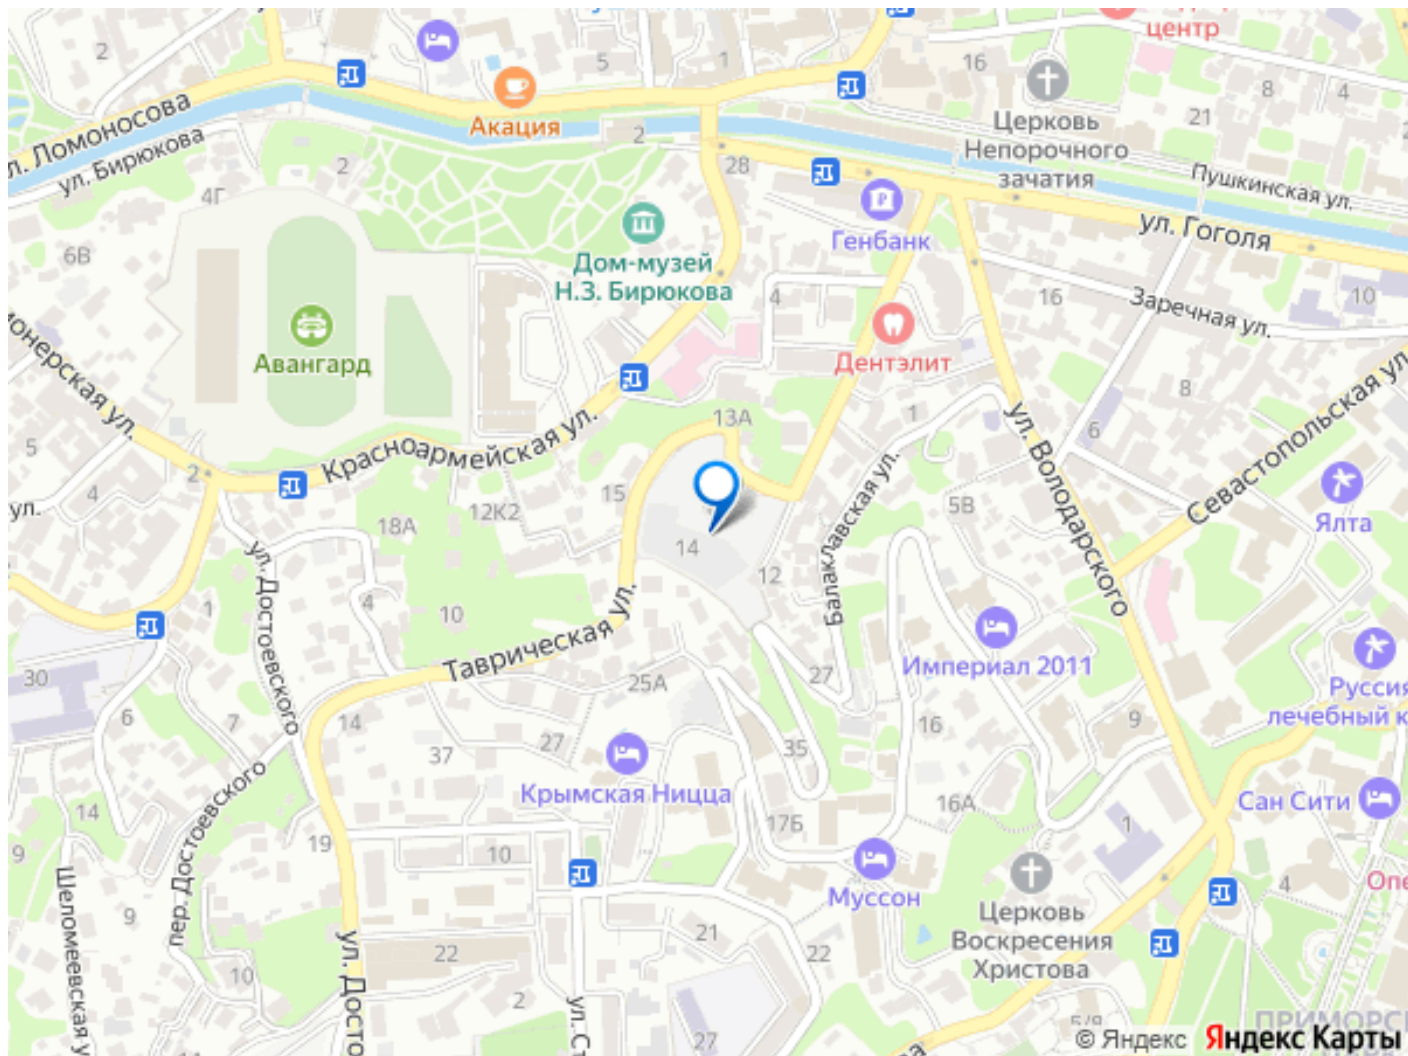 центр
2
5
1
16
8
4
21
Акация
2
Церковь
Непорочного
зачатия
ул. Бирюкова
2
28
4Г
Пушкинская ул.
Генбанк
ул. Гоголя
6В
Дом-музей
Н.З. Бирюкова
4
16
10
Заречная ул.
Авангард
Дентэлит
8
5
13А
1
6
ул. Володарского
Севастопольская ул.
Красноармейская ул.
2
4
ул.
15
12К2
18А
5В
Ялта
Балаклавская ул.
14
12
ул. Достоевского
1
4
10
Таврическая ул.
Империал 2011
30
25А
27
6
7
14
37
27
35
16
9
Крымская Ницца
Сан Сити
14
пер. Достоевского
19
10
17Б
16А
1
9
Шеломеевская у
9
Муссон
4
Церковь
Воскресения
Христова
22
21
22
10
2
27
© Яндекс
Яндекс Карты